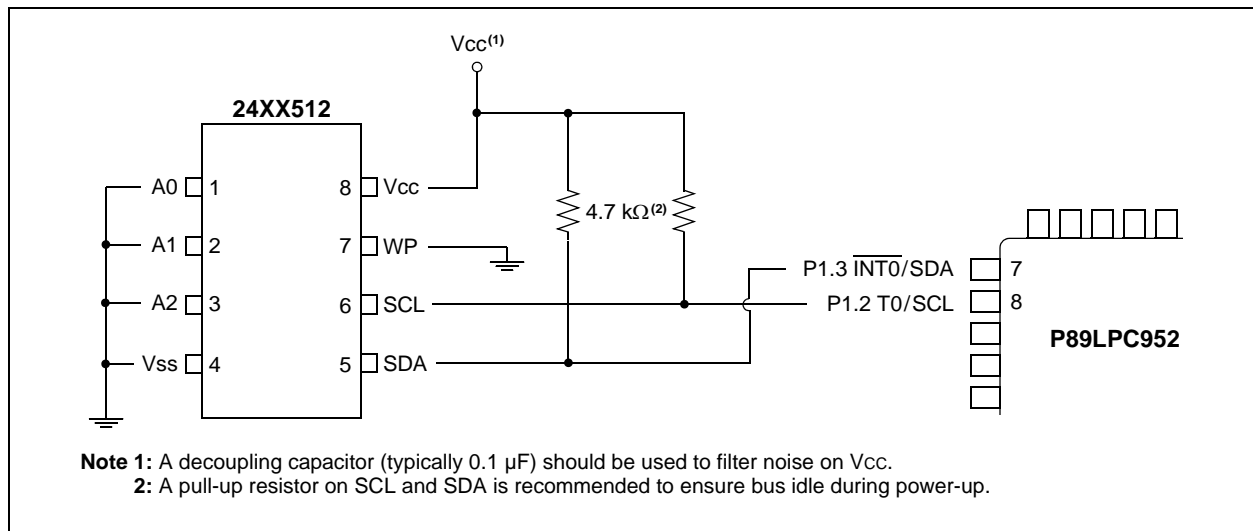 Vcc(1)
24XX512
A0 1 8 Vcc
A1 2 7 WP
A2 3 6 SCL
Vss 4 5 SDA
4.7 kΩ(2)
P1.3 INT0/SDA 7
P1.2 T0/SCL 8
P89LPC952
Note 1: A decoupling capacitor (typically 0.1 µF) should be used to filter noise on VCC.
2: A pull-up resistor on SCL and SDA is recommended to ensure bus idle during power-up.